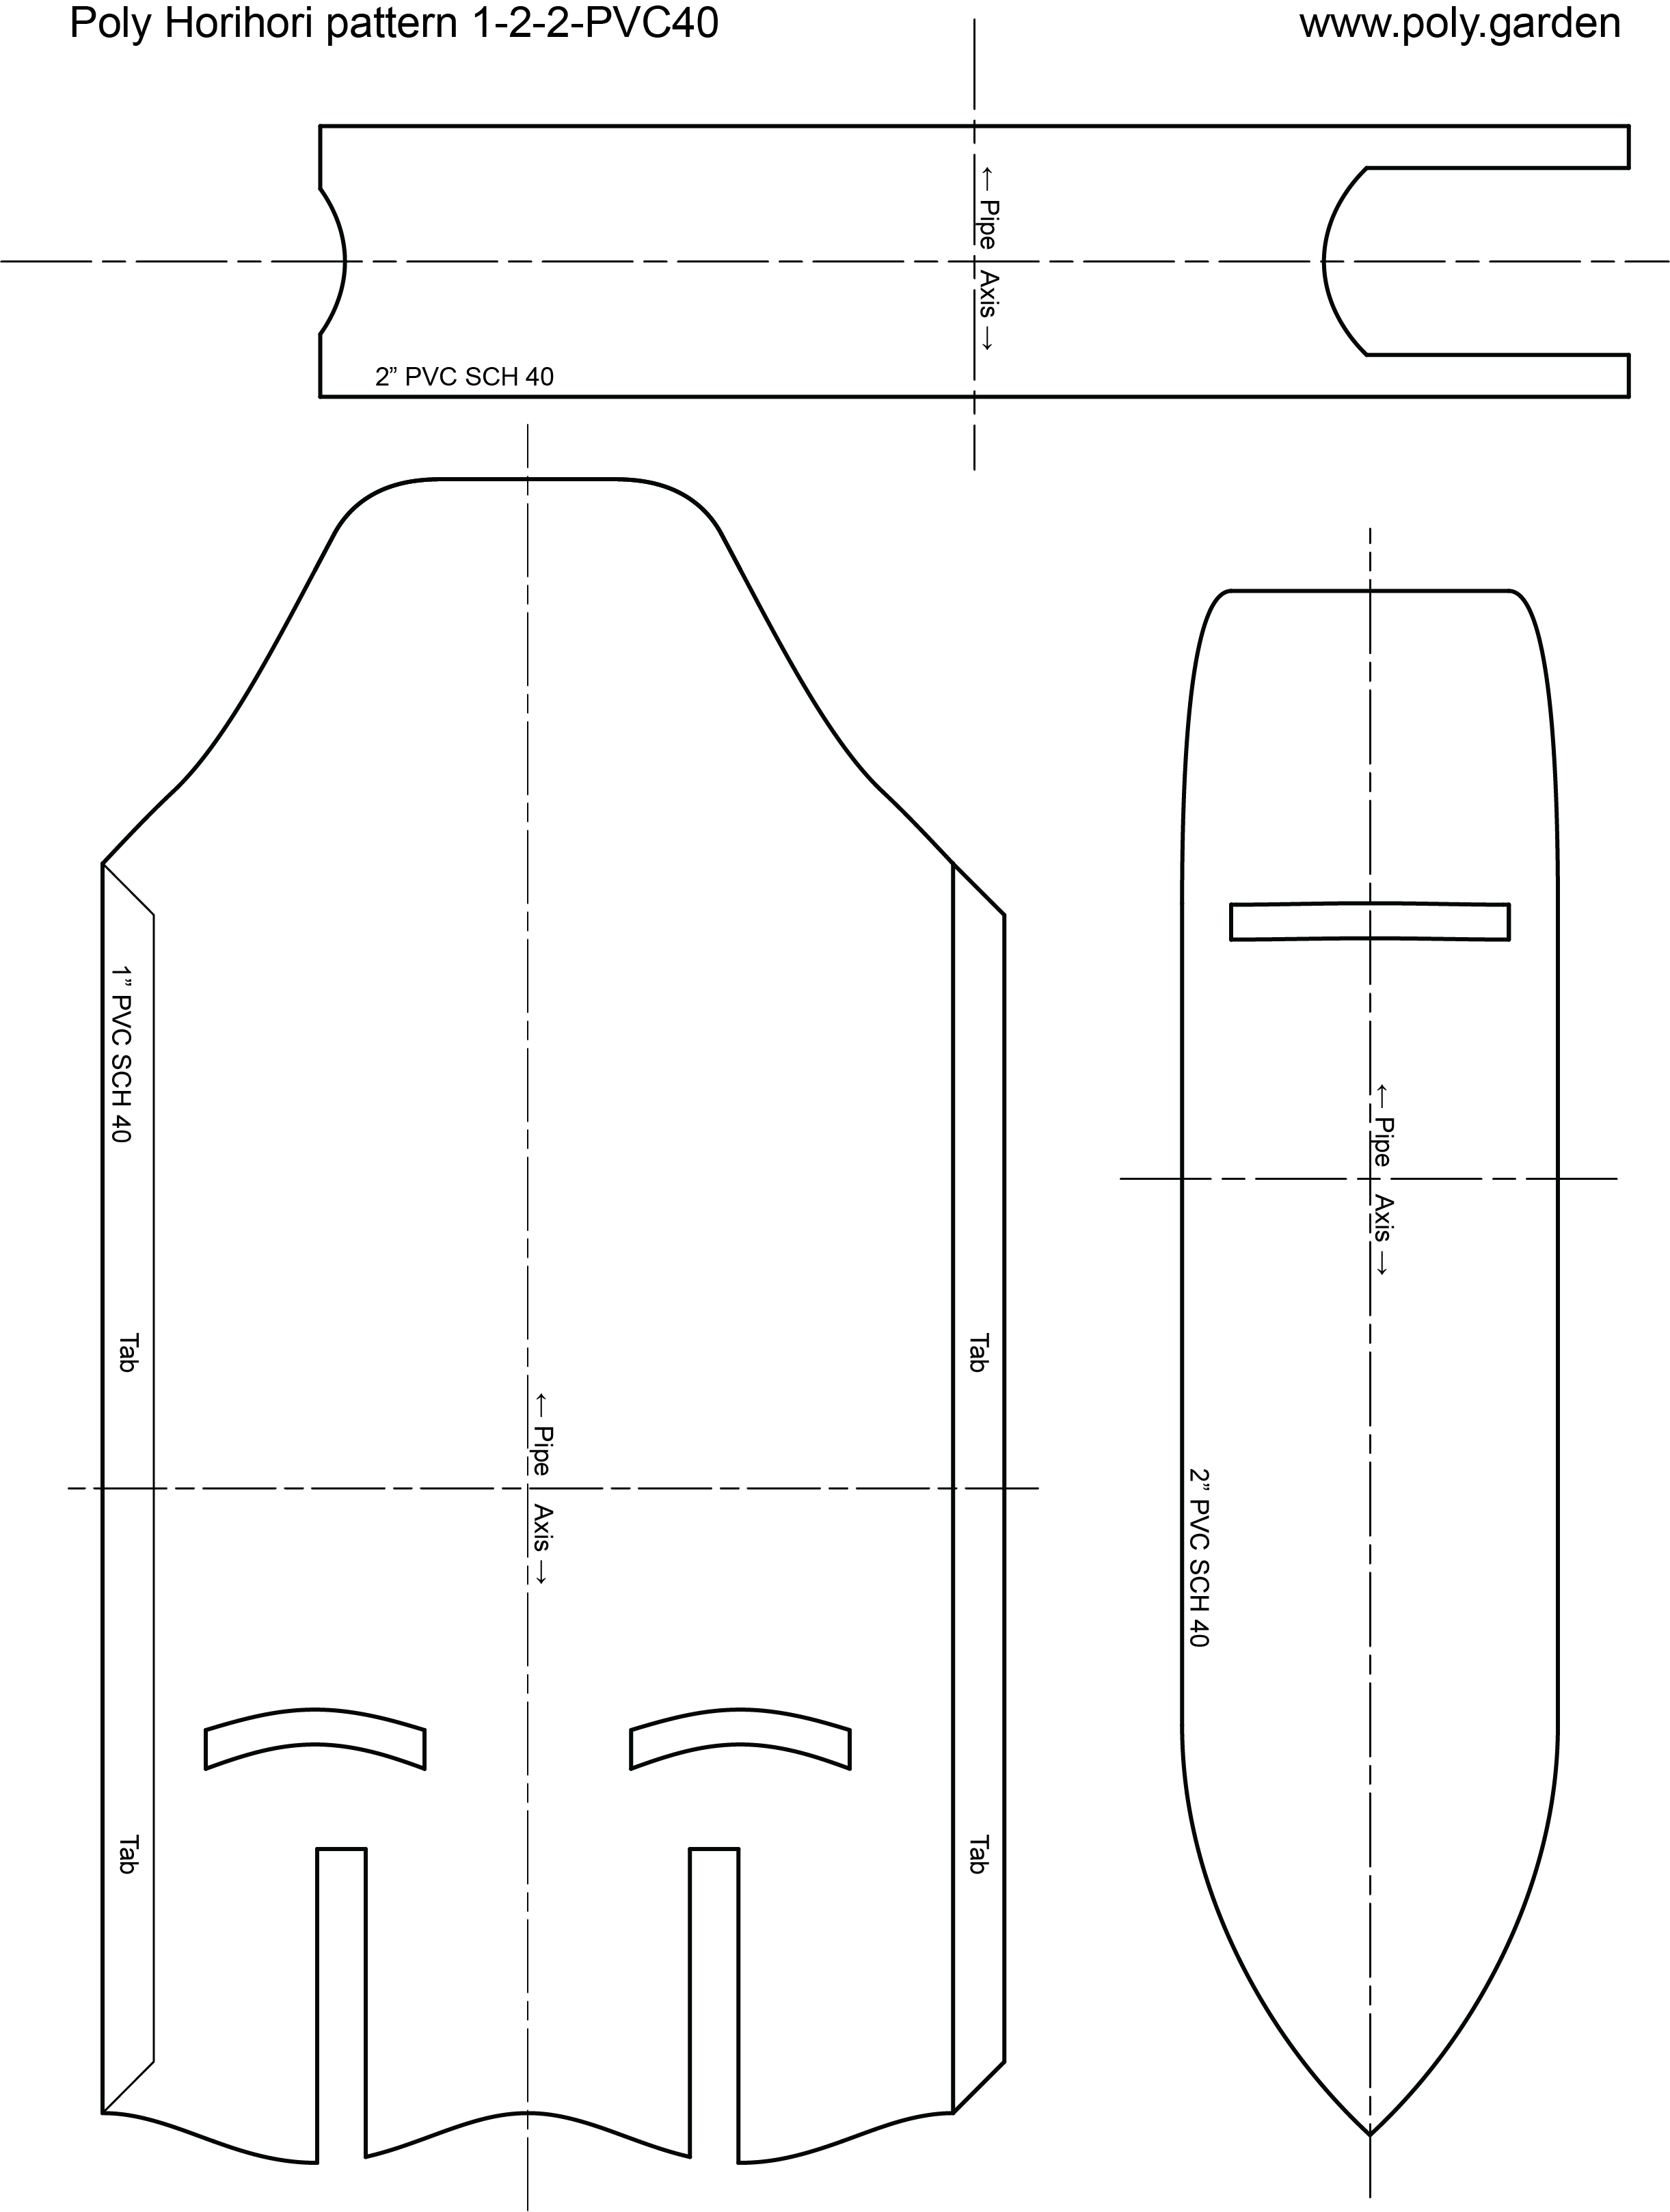 Poly Horihori pattern 1-2-2-PVC40
www.poly.garden
← Pipe Axis →
2” PVC SCH 40
1” PVC SCH 40
Tab
Tab
← Pipe Axis →
Tab
Tab
← Pipe Axis →
2” PVC SCH 40